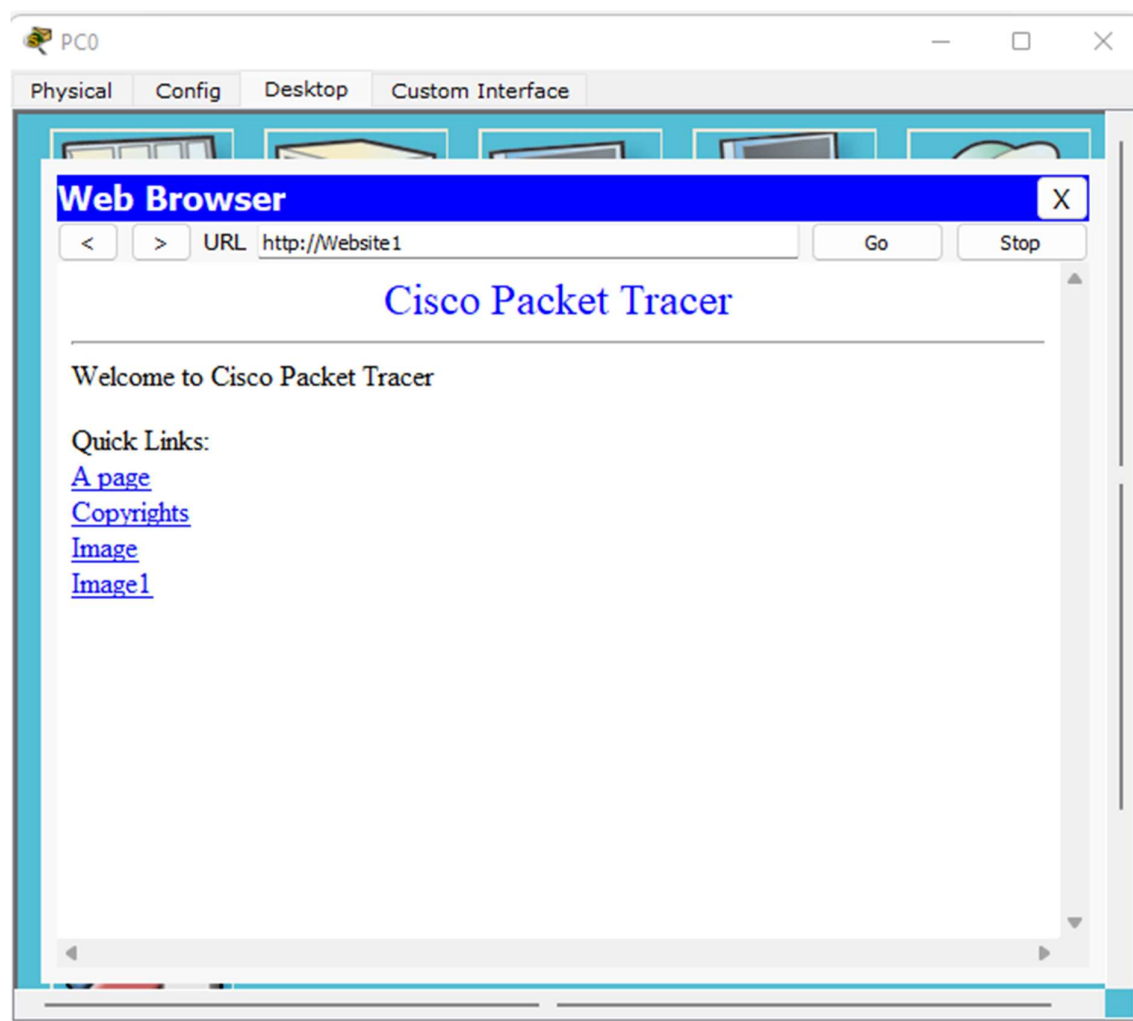 PC0
Physical Config Desktop Custom Interface
Web Browser X
< > URL http://Website1 Go Stop
Cisco Packet Tracer
Welcome to Cisco Packet Tracer
Quick Links:
A page
Copyrights
Image
Image1